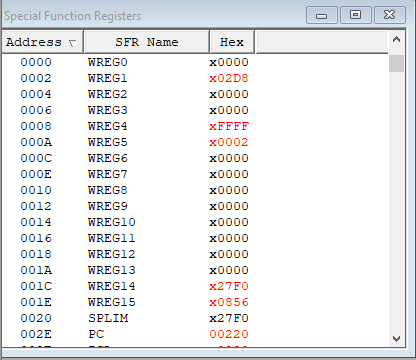 Special Function Registers
Address SFR Name Hex
0000 WREG0 x0000
0002 WREG1 x02D8
0004 WREG2 x0000
0006 WREG3 x0000
0008 WREG4 xFFFF
000A WREG5 x0002
000C WREG6 x0000
000E WREG7 x0000
0010 WREG8 x0000
0012 WREG9 x0000
0014 WREG10 x0000
0016 WREG11 x0000
0018 WREG12 x0000
001A WREG13 x0000
001C WREG14 x27F0
001E WREG15 x0856
0020 SPLIM x27F0
002E PC 00220